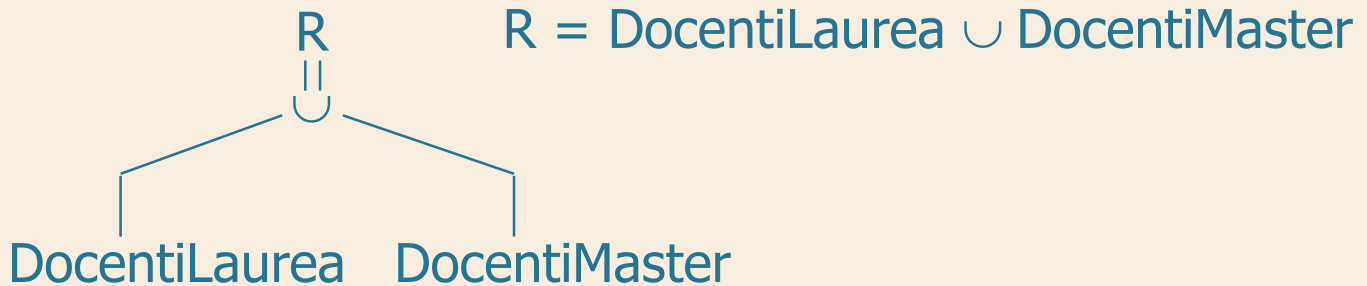 R
R = DocentiLaurea ∪ DocentiMaster
=
∪
DocentiLaurea DocentiMaster